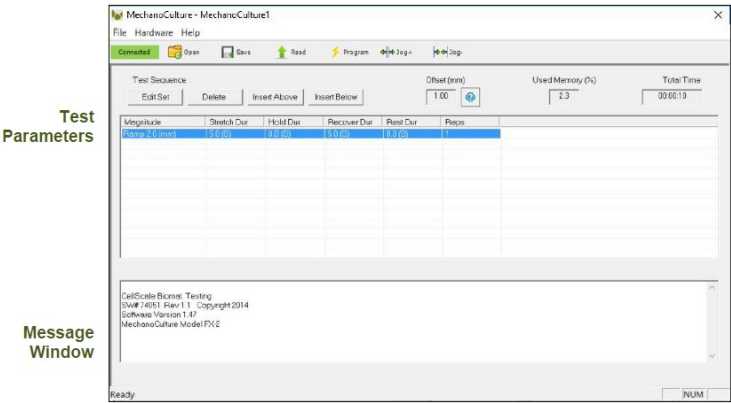 MechanoCulture - MechanoCulture1
File Hardware Help
Connected Open Save Read Program Jog+ Jog-
Test Sequence Offset (mm) Used Memory (%) Total Time
Edit Set Delete Insert Above Insert Below 1.00 2.3 00:00:10
Test Parameters
Magnitude Stretch Dur Hold Dur Recover Dur Rest Dur Reps
Ramp 2.0 (mm) 5.0 (S) 0.0 (S) 5.0 (S) 0.0 (S) 1
CellScale Biomat. Testing
SW# 74051 Rev 1.1 Copyright 2014
Software Version 1.47
MechanoCulture Model FX-2
Message
Window
Ready NUM